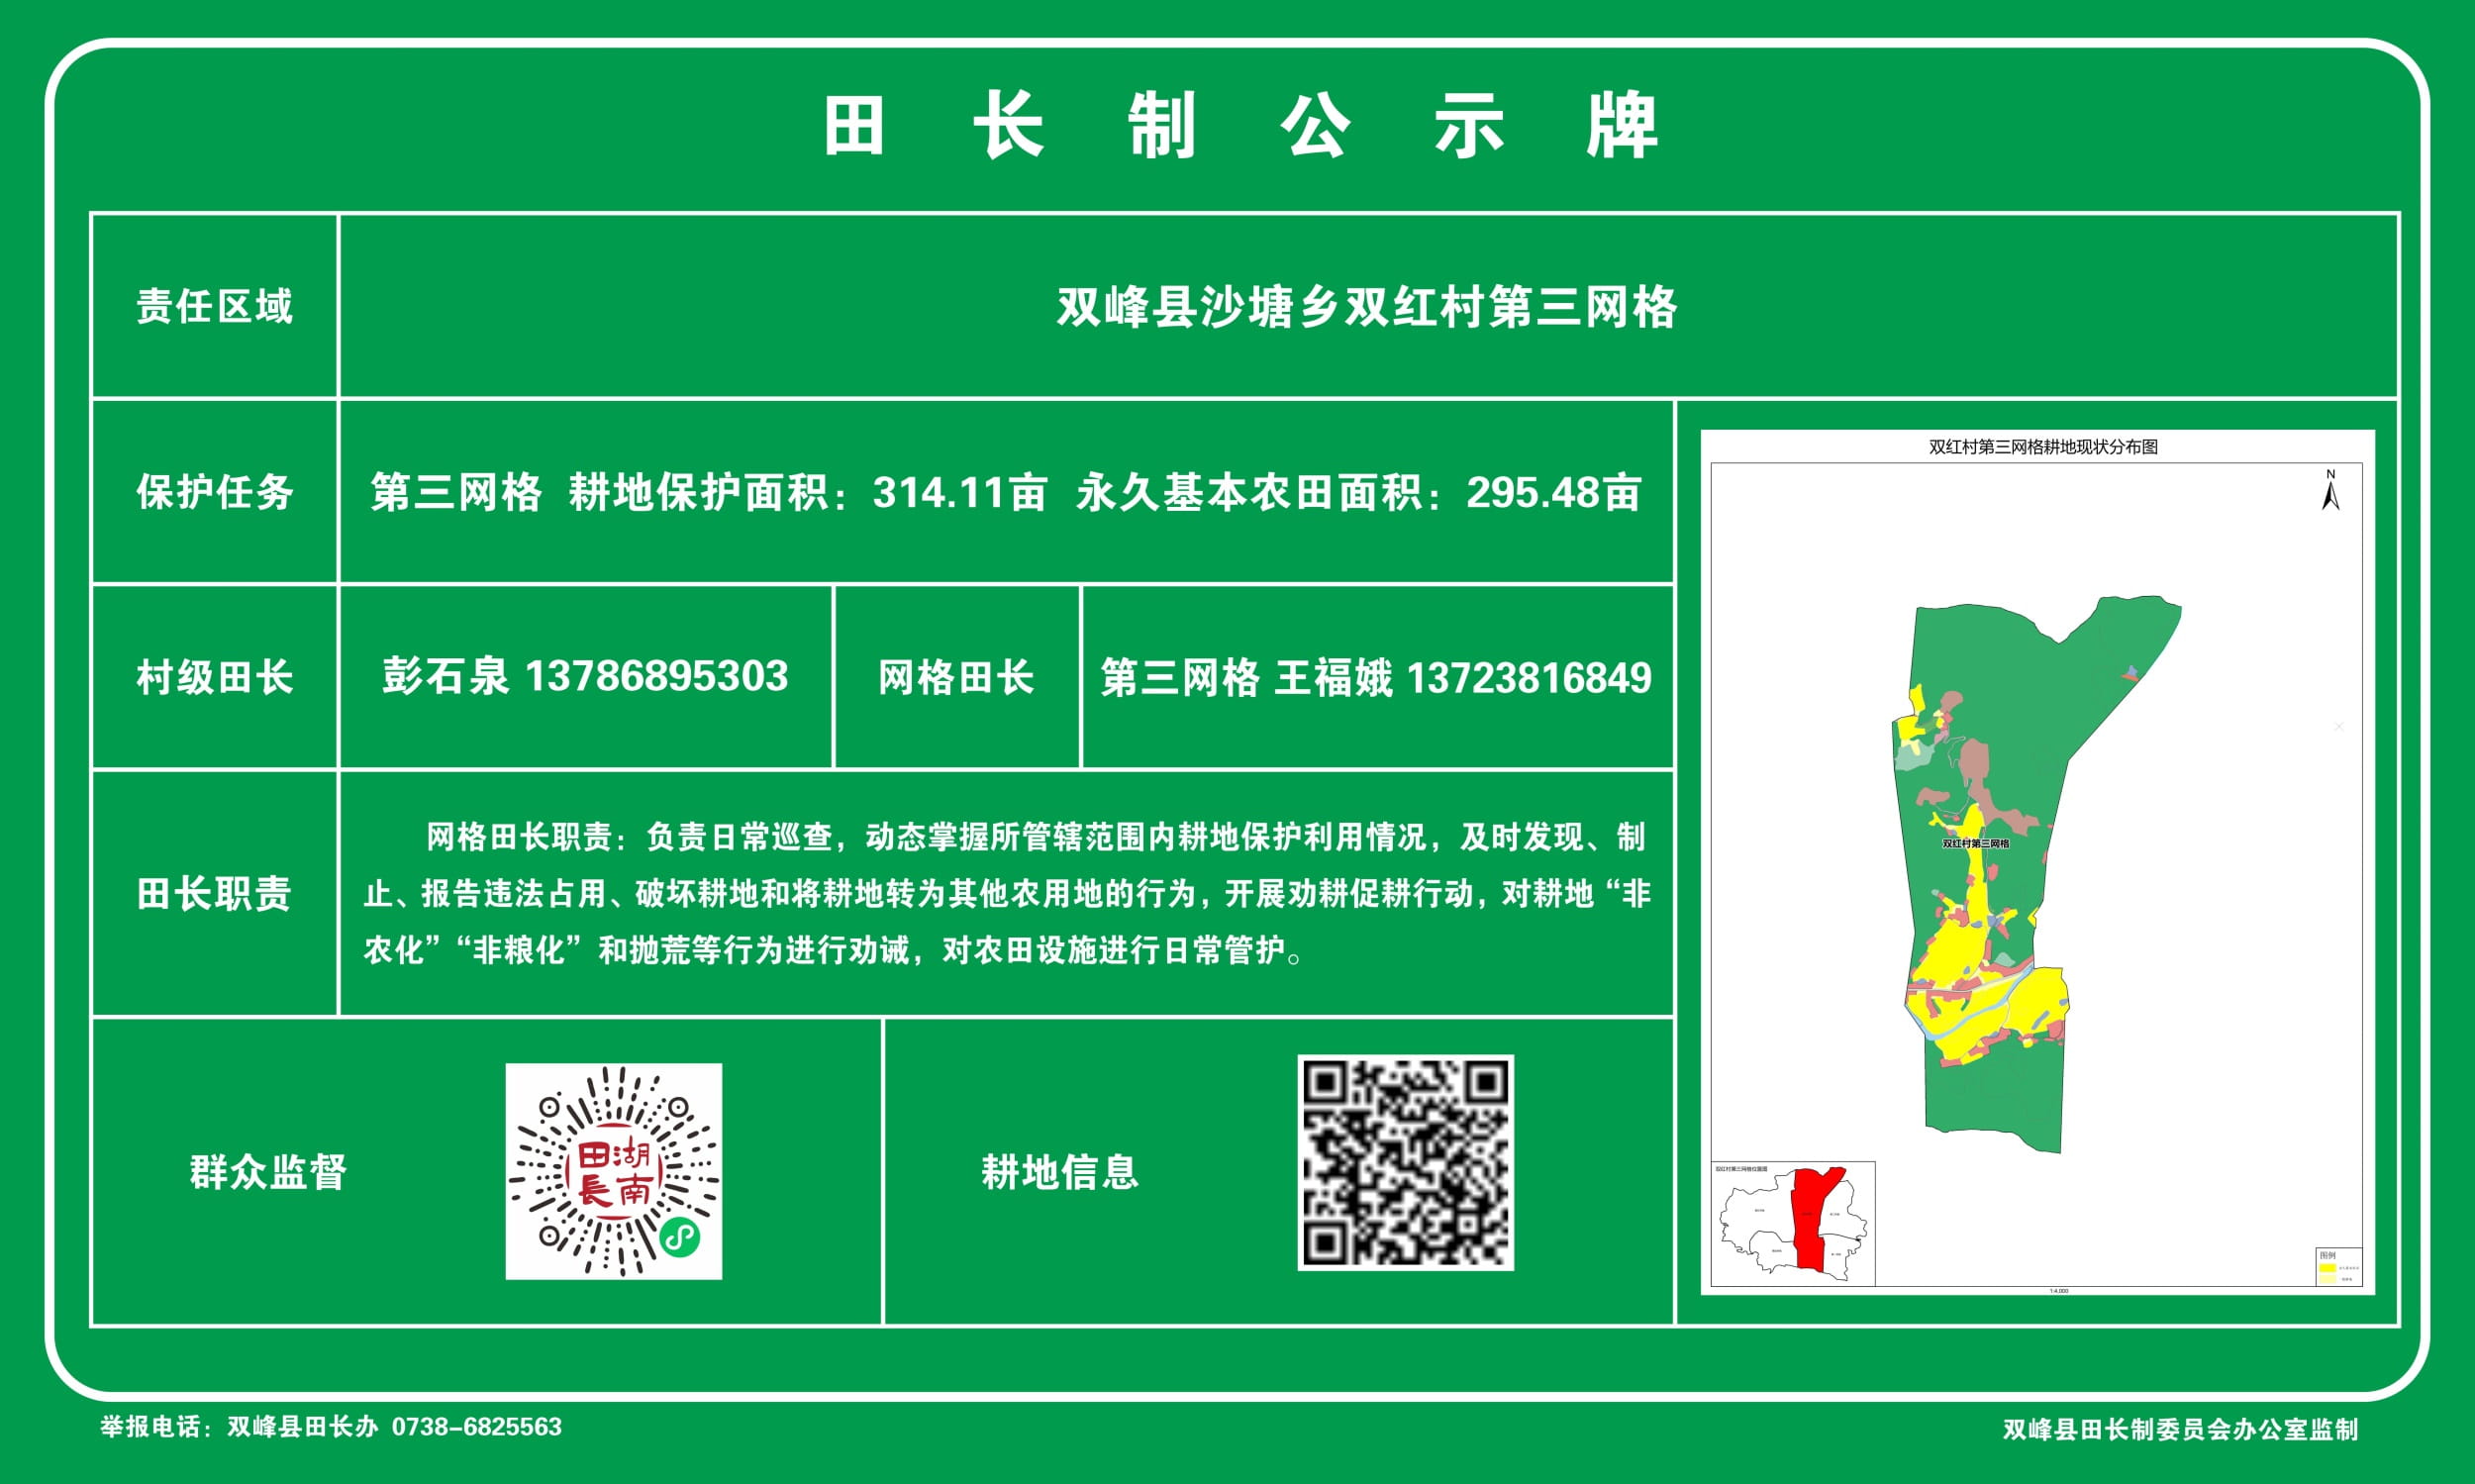 田长制公示牌
责任区域
双峰县沙塘乡双红村第三网格
保护任务
第三网格 耕地保护面积：314.11亩 永久基本农田面积：295.48亩
村级田长
彭石泉 13786895303
网格田长
第三网格 王福娥 13723816849
田长职责
网格田长职责：负责日常巡查，动态掌握所管辖范围内耕地保护利用情况，及时发现、制
止、报告违法占用、破坏耕地和将耕地转为其他农用地的行为，开展劝耕促耕行动，对耕地“非
农化”“非粮化”和抛荒等行为进行劝诫，对农田设施进行日常管护。
群众监督
湖南
田長
耕地信息
双红村第三网格耕地现状分布图
N
双红村第三网格
双红村第三网格位置图
图例
1:4,000
举报电话：双峰县田长办 0738-6825563
双峰县田长制委员会办公室监制